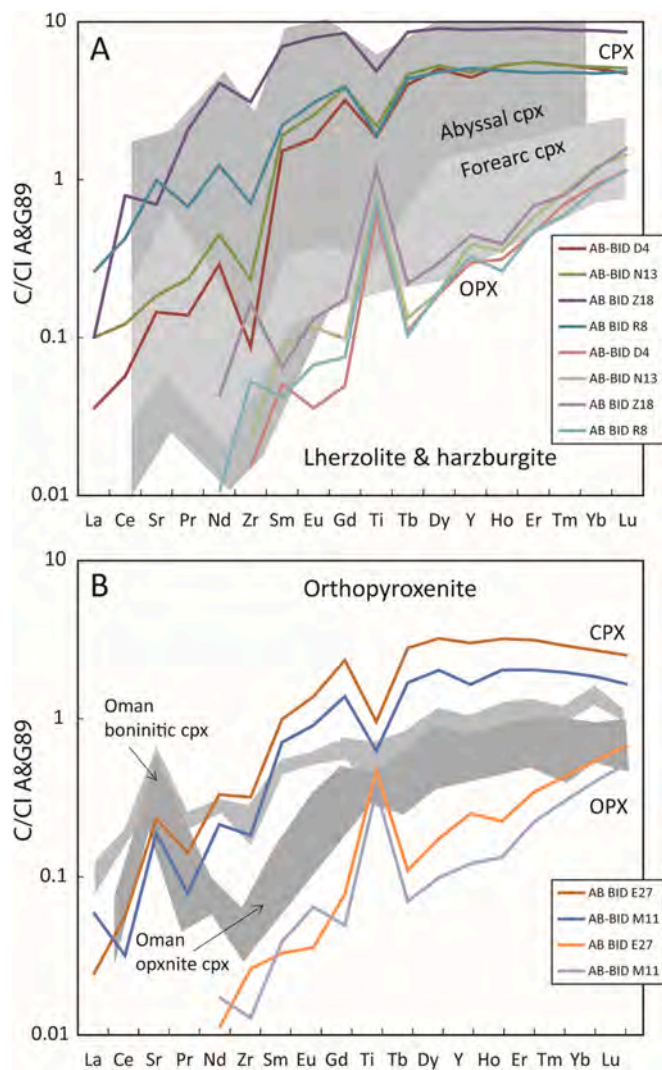 10
A
CPX
Abyssal cpx
1
Forearc cpx
C/CI A&G89
AB-BID D4
AB-BID N13
AB BID Z18
AB BID R8
AB-BID D4
AB-BID N13
AB BID Z18
AB BID R8
OPX
0.1
Lherzolite & harzburgite
0.01
La Ce Sr Pr Nd Zr Sm Eu Gd Ti Tb Dy Y Ho Er Tm Yb Lu
10
B
Orthopyroxenite
CPX
1
Oman
boninitic cpx
C/CI A&G89
OPX
0.1
Oman
opxnite cpx
AB BID E27
AB-BID M11
AB BID E27
AB-BID M11
0.01
La Ce Sr Pr Nd Zr Sm Eu Gd Ti Tb Dy Y Ho Er Tm Yb Lu